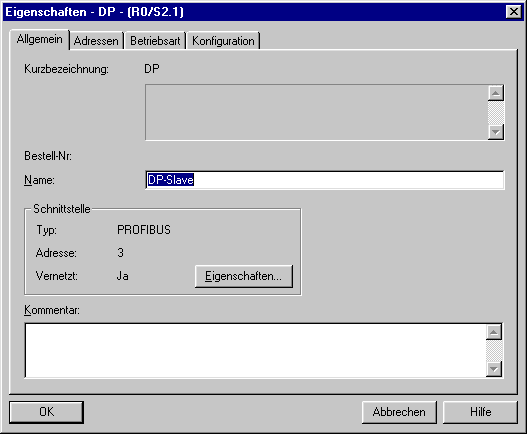 Eigenschaften - DP - (R0/S2.1)
Allgemein Adressen Betriebsart Konfiguration
Kurzbezeichnung: DP
Bestell-Nr.:
Name: DP-Slave
Schnittstelle
Typ: PROFIBUS
Adresse: 3
Vernetzt: Ja Eigenschaften...
Kommentar:
OK Abbrechen Hilfe